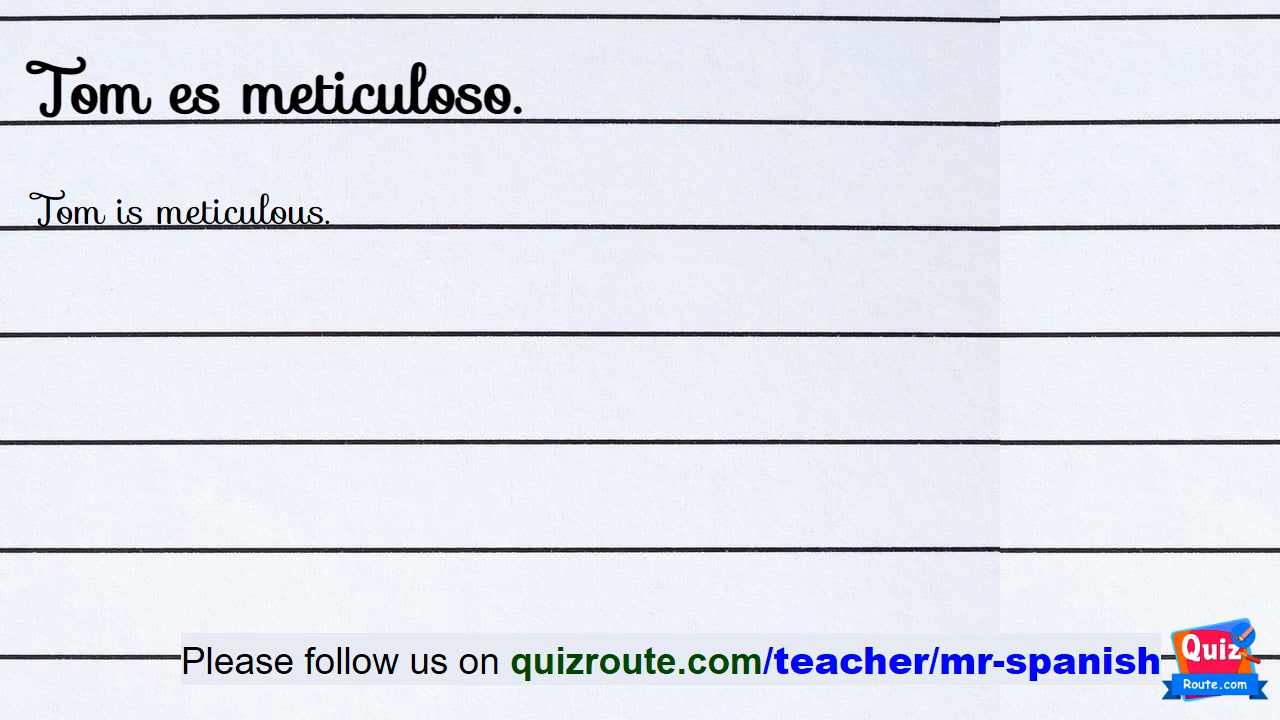 Tom es meticuloso.
Tom is meticulous.
Please follow us on quizroute.com/teacher/mr-spanish
Quiz
Route.com